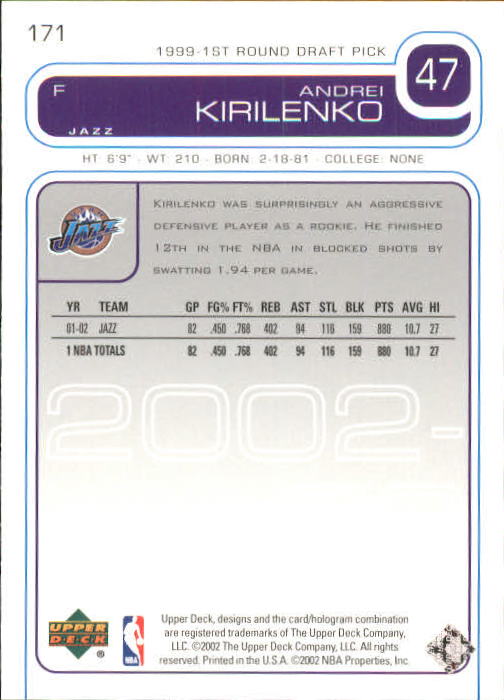 171
1999-1ST ROUND DRAFT PICK
47
F
ANDREI
KIRILENKO
JAZZ
HT: 6'9" - WT: 210 - BORN: 2-18-81 - COLLEGE: NONE
JAZZ
KIRILENKO WAS SURPRISINGLY AN AGGRESSIVE
DEFENSIVE PLAYER AS A ROOKIE. HE FINISHED
12TH IN THE NBA IN BLOCKED SHOTS BY
SWATTING 1.94 PER GAME.
YR TEAM GP FG% FT% REB AST STL BLK PTS AVG HI
01-02 JAZZ 82 .450 .768 402 94 116 159 880 10.7 27
1 NBA TOTALS 82 .450 .768 402 94 116 159 880 10.7 27
2002-
UPPER
DECK
®
NBA
Upper Deck, designs and the card/hologram combination
are registered trademarks of The Upper Deck Company,
LLC. ©2002 The Upper Deck Company, LLC. All rights
reserved. Printed in the U.S.A. ©2002 NBA Properties, Inc.